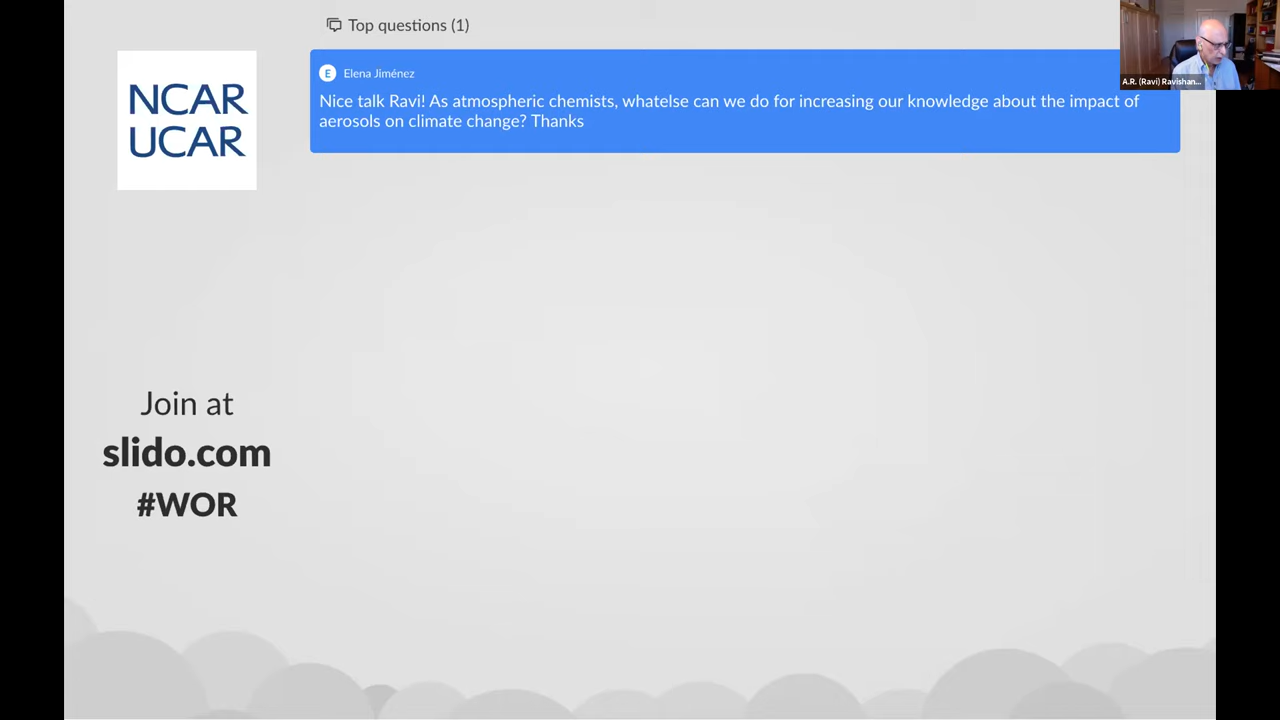 Top questions (1)
A.R. (Ravi) Ravishan...
NCAR
UCAR
E Elena Jiménez
Nice talk Ravi! As atmospheric chemists, whatelse can we do for increasing our knowledge about the impact of
aerosols on climate change? Thanks
Join at
slido.com
#WOR